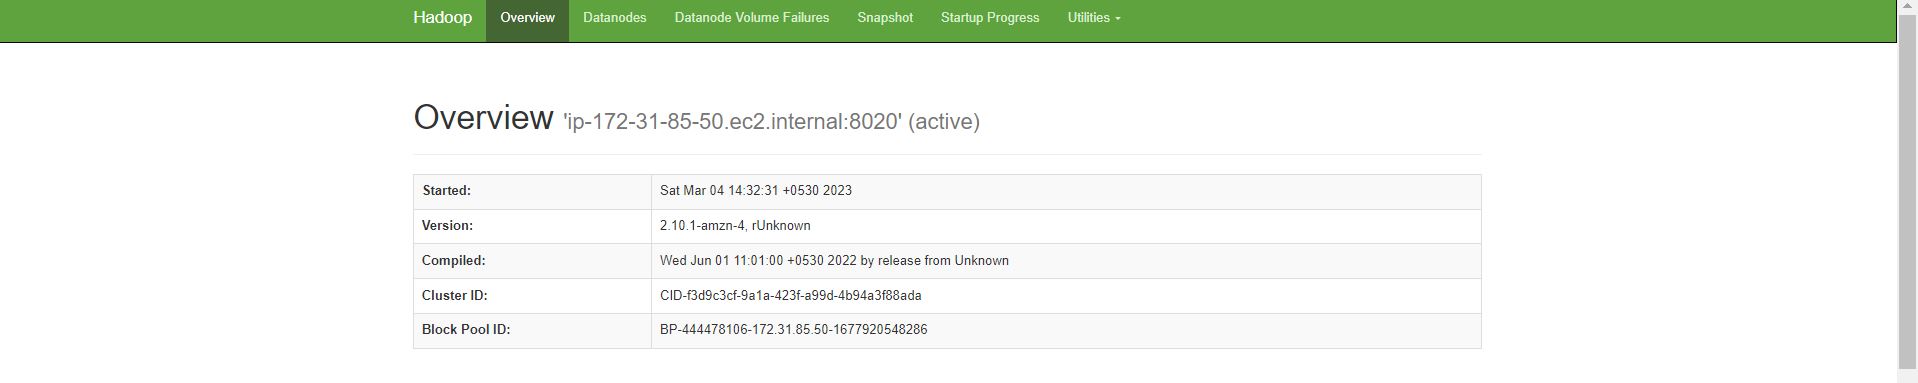 Hadoop Overview Datanodes Datanode Volume Failures Snapshot Startup Progress Utilities
Overview 'ip-172-31-85-50.ec2.internal:8020' (active)
Started: Sat Mar 04 14:32:31 +0530 2023
Version: 2.10.1-amzn-4, rUnknown
Compiled: Wed Jun 01 11:01:00 +0530 2022 by release from Unknown
Cluster ID: CID-f3d9c3cf-9a1a-423f-a99d-4b94a3f88ada
Block Pool ID: BP-444478106-172.31.85.50-1677920548286